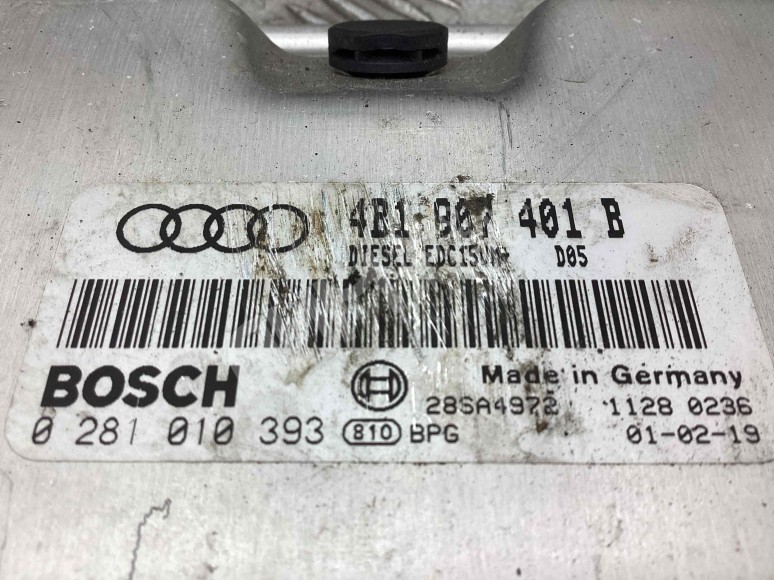 4B1 907 401 B
DIESEL D05
BOSCH Made in Germany
28SA4972 1128 0236
0 281 010 393 810 BPG 01-02-19